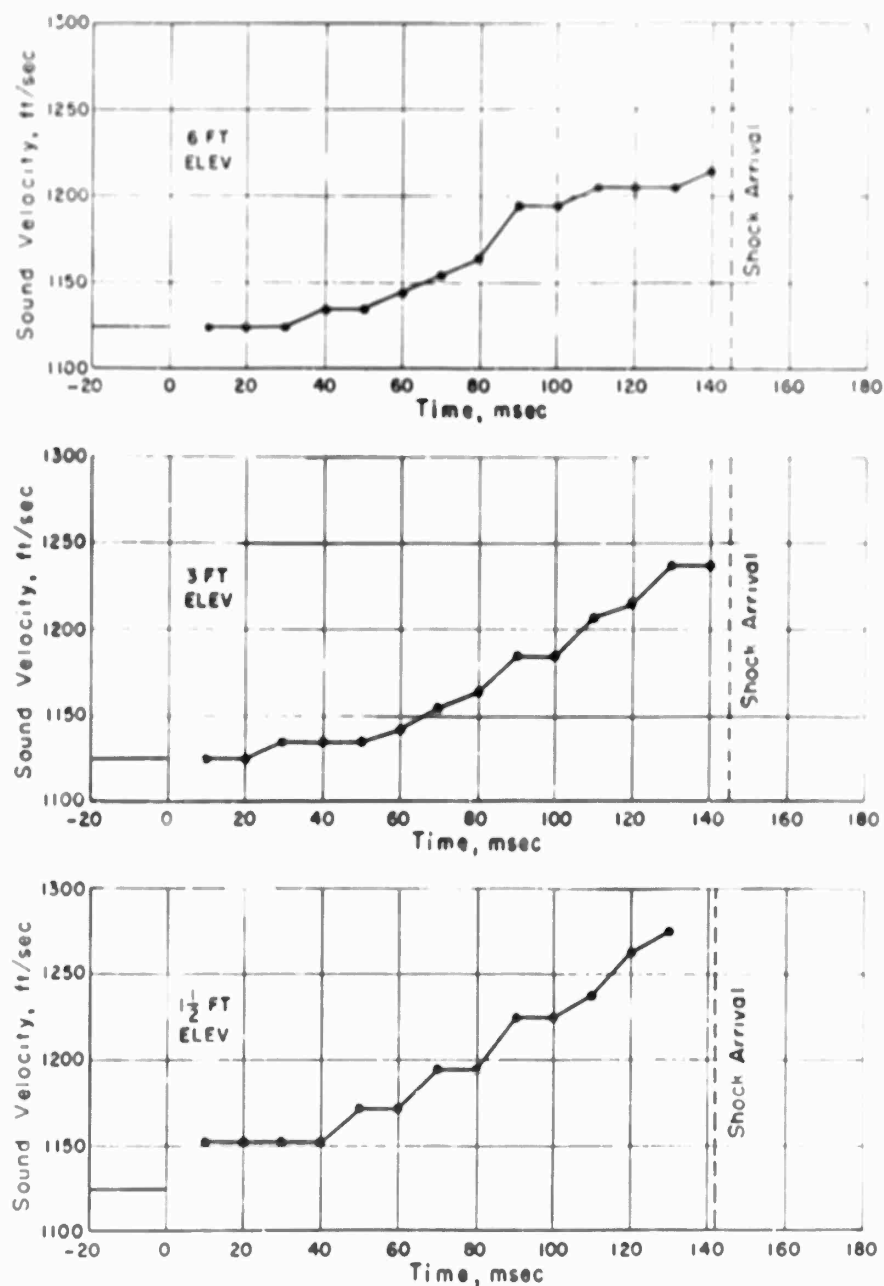 1300
1250
1200
1150
1100
Sound Velocity, ft/sec
6 FT
ELEV
Shock Arrival
-20 0 20 40 60 80 100 120 140 160 180
Time, msec
1300
1250
1200
1150
1100
Sound Velocity, ft/sec
3 FT
ELEV
Shock Arrival
-20 0 20 40 60 80 100 120 140 160 180
Time, msec
1300
1250
1200
1150
1100
Sound Velocity, ft/sec
1 1/2 FT
ELEV
Shock Arrival
-20 0 20 40 60 80 100 120 140 160 180
Time, msec